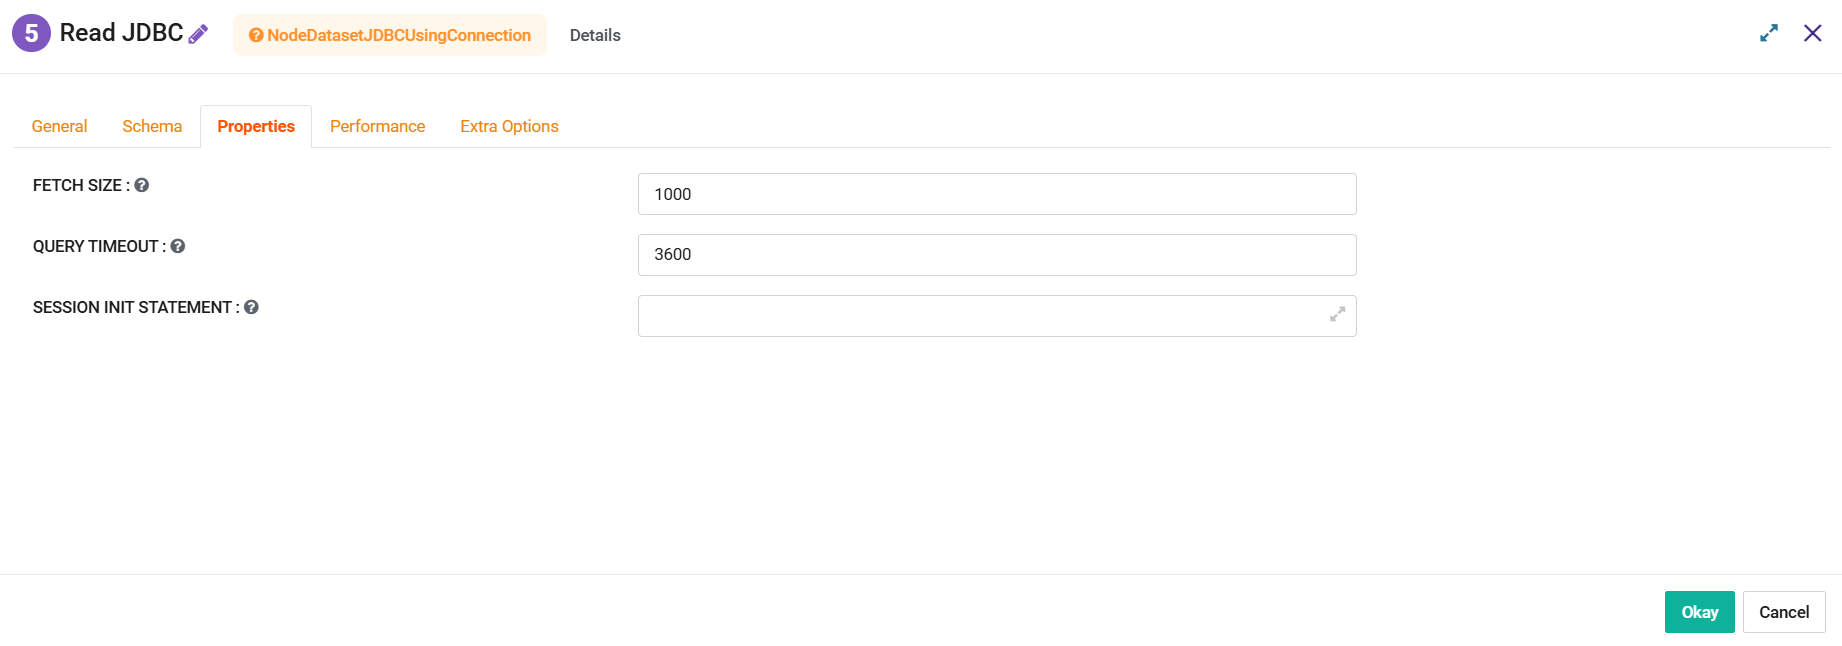 5 Read JDBC NodeDatasetJDBCUsingConnection Details
General Schema Properties Performance Extra Options
FETCH SIZE : 1000
QUERY TIMEOUT : 3600
SESSION INIT STATEMENT :
Okay Cancel